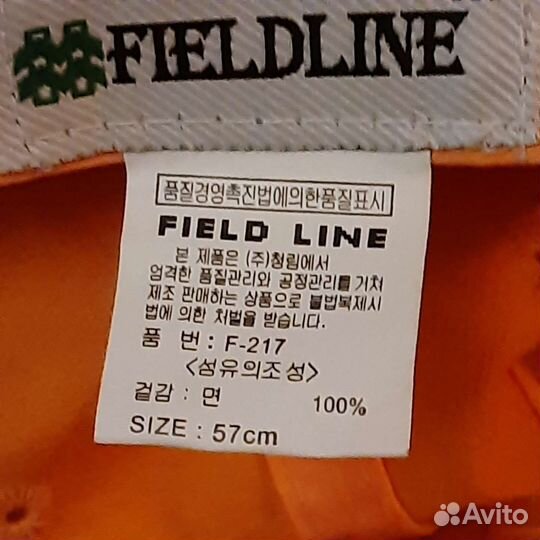 FIELDLINE
품질경영촉진법에의한품질표시
FIELD LINE
본 제품은 (주)청림에서
엄격한 품질관리와 공정관리를 거쳐
제조 판매하는 상품으로 불법복제시
법에 의한 처벌을 받습니다.
품 번 : F-217
<섬유의조성>
겉감 : 면 100%
SIZE : 57cm
Avito